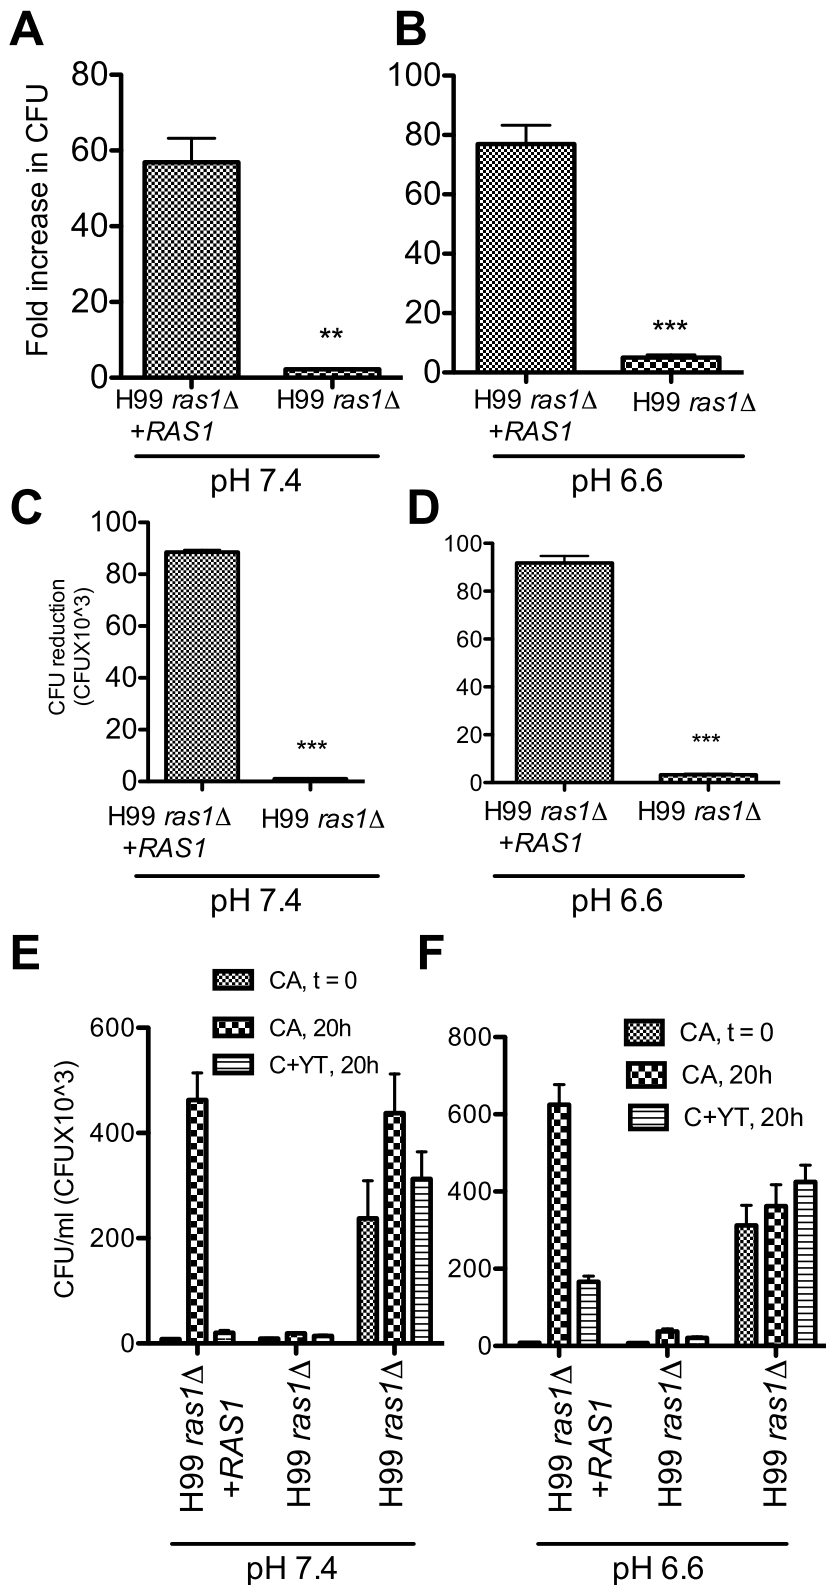 A
Fold increase in CFU
80
60
40
20
0
**
H99 ras1Δ
+RAS1
H99 ras1Δ
pH 7.4
B
100
80
60
40
20
0
***
H99 ras1Δ
+RAS1
H99 ras1Δ
pH 6.6
C
CFU reduction
(CFUX10^3)
100
80
60
40
20
0
***
H99 ras1Δ
+RAS1
H99 ras1Δ
pH 7.4
D
100
80
60
40
20
0
***
H99 ras1Δ
+RAS1
H99 ras1Δ
pH 6.6
E
CA, t = 0
CA, 20h
C+YT, 20h
CFU/ml (CFUX10^3)
600
400
200
0
H99 ras1Δ
+RAS1
H99 ras1Δ
H99 ras1Δ
pH 7.4
F
CA, t = 0
CA, 20h
C+YT, 20h
800
600
400
200
0
H99 ras1Δ
+RAS1
H99 ras1Δ
H99 ras1Δ
pH 6.6